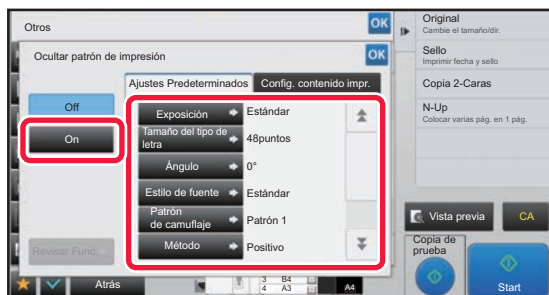 Otros
OK
Ocultar patrón de impresión
OK
Ajustes Predeterminados
Config. contenido impr.
Off
On
Exposición
Estándar
Tamaño del tipo de
letra
48puntos
Ángulo
0°
Estilo de fuente
Estándar
Patrón
de camuflaje
Patrón 1
Método
Positivo
Revisar Func.
Atrás
3 B4
4 A3
A4
Original
Cambie el tamaño/dir.
Sello
Imprimir fecha y sello
Copia 2-Caras
N-Up
Colocar varias pág. en 1 pág.
Vista previa
CA
Copia de
prueba
Start